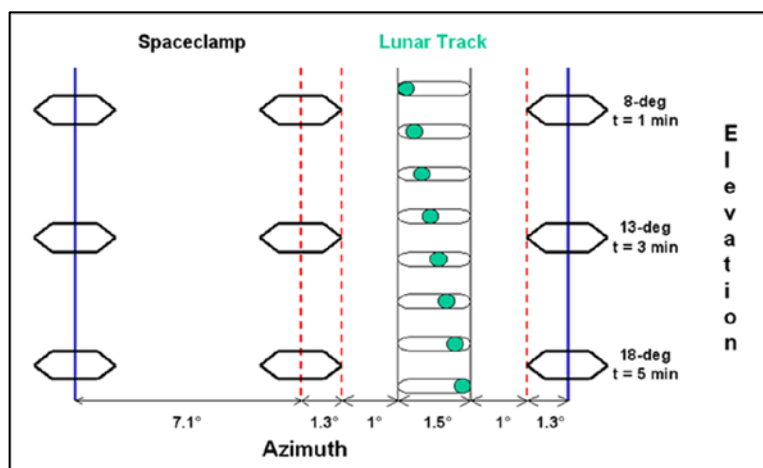 Spaceclamp
Lunar Track
8-deg
t = 1 min
13-deg
t = 3 min
18-deg
t = 5 min
Elevation
7.1°
1.3°
1°
1.5°
1°
1.3°
Azimuth